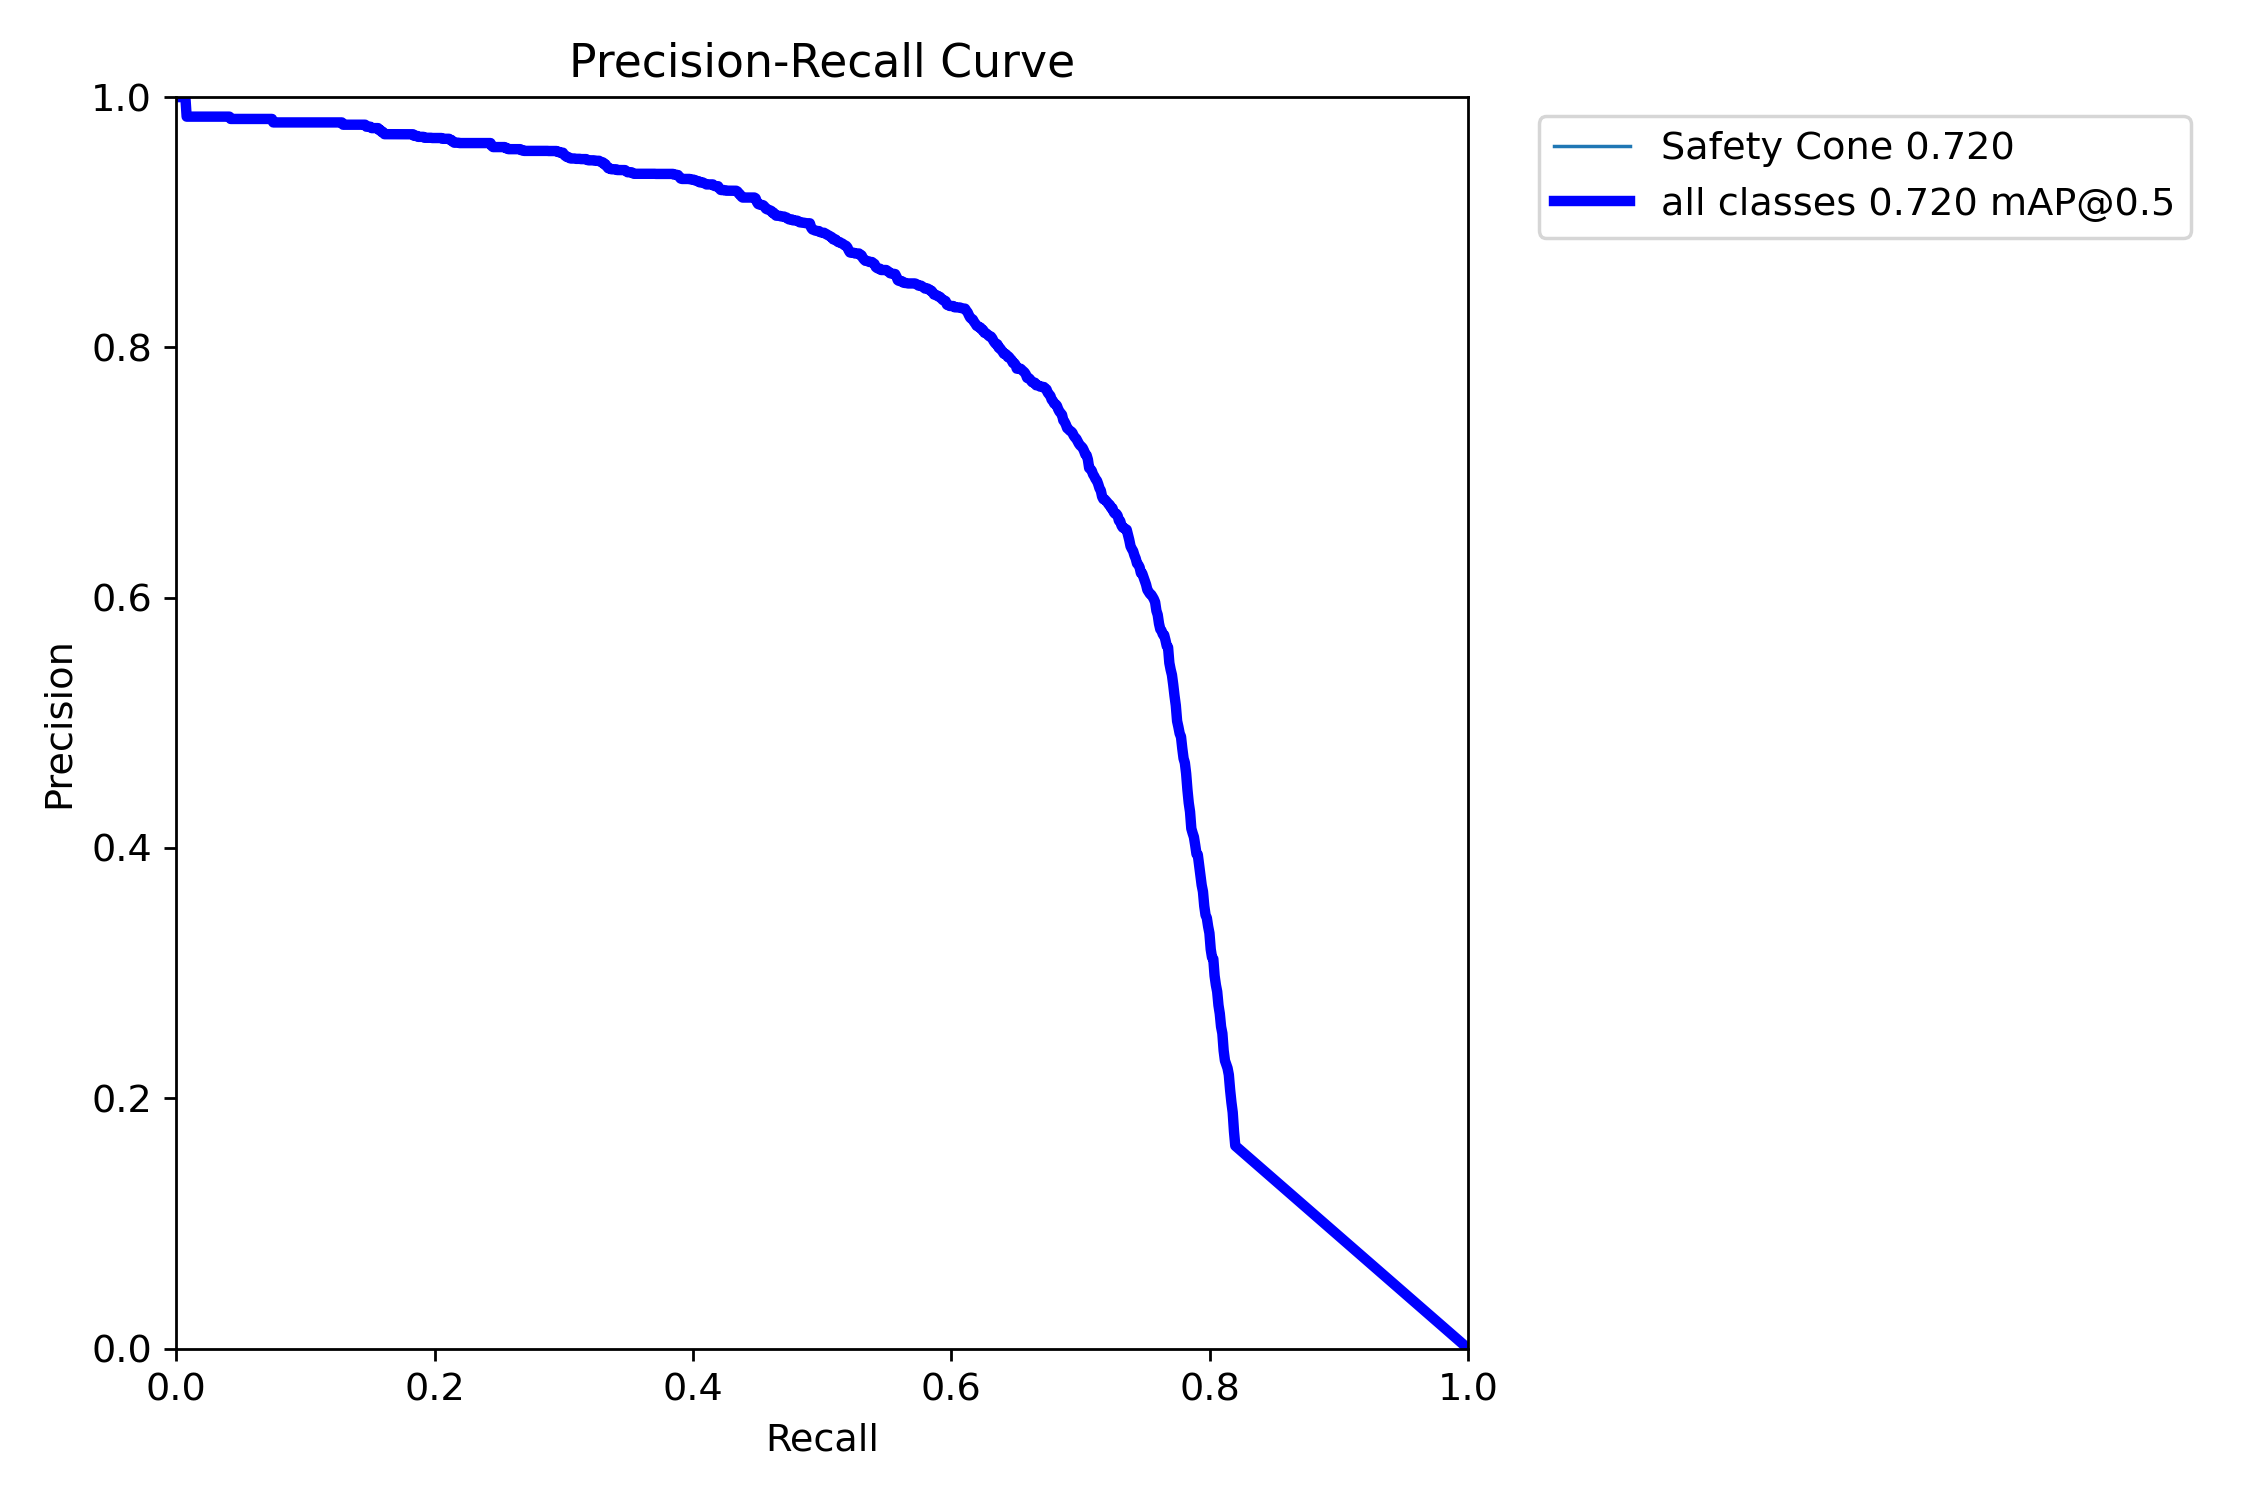 Precision-Recall Curve
1.0
0.8
0.6
0.4
0.2
0.0
Precision
0.0 0.2 0.4 0.6 0.8 1.0
Recall
Safety Cone 0.720
all classes 0.720 mAP@0.5